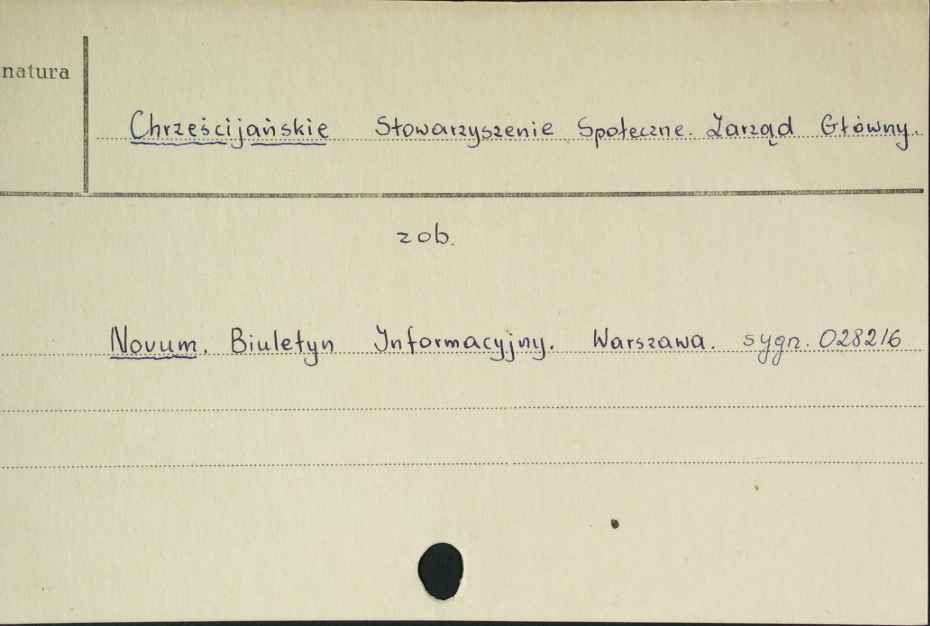 natura
Chrześcijańskie Stowarzyszenie Społeczne. Zarząd Główny.
zob.
Novum. Biuletyn Informacyjny. Warszawa. sygn. 028216